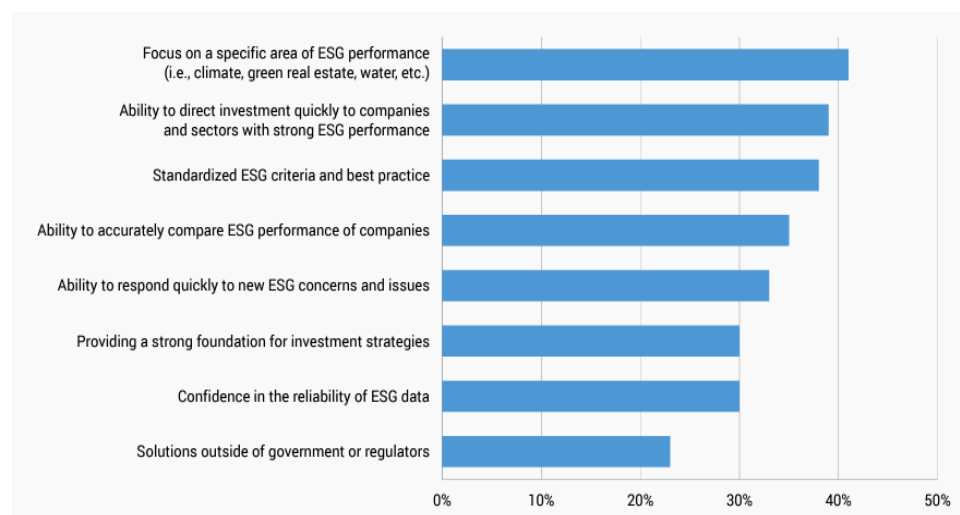 Focus on a specific area of ESG performance
(i.e., climate, green real estate, water, etc.)
Ability to direct investment quickly to companies
and sectors with strong ESG performance
Standardized ESG criteria and best practice
Ability to accurately compare ESG performance of companies
Ability to respond quickly to new ESG concerns and issues
Providing a strong foundation for investment strategies
Confidence in the reliability of ESG data
Solutions outside of government or regulators
0% 10% 20% 30% 40% 50%